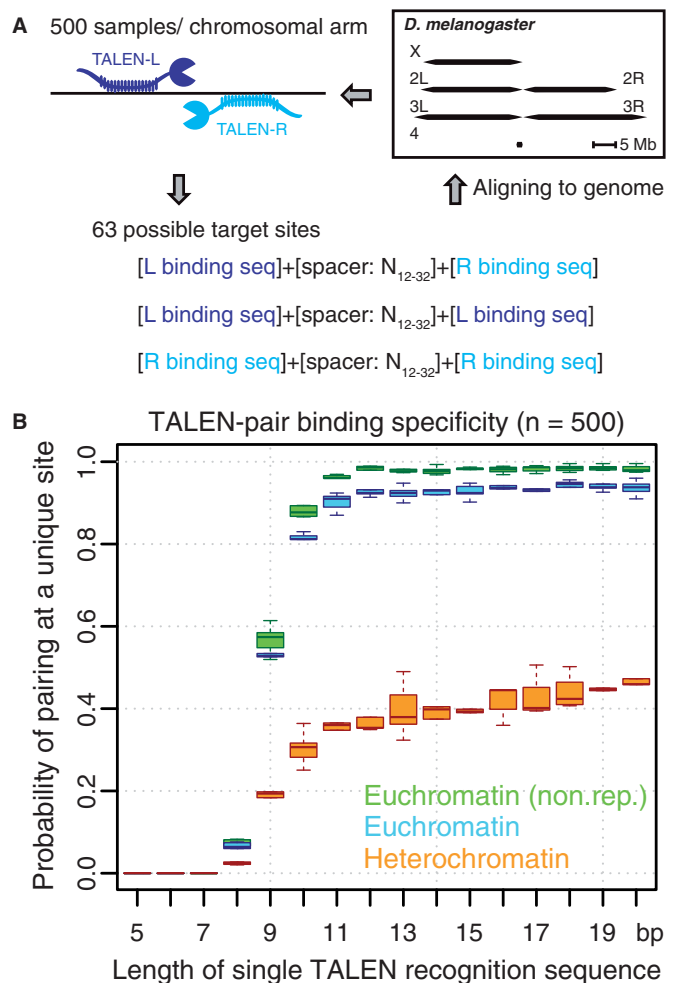 A 500 samples/ chromosomal arm
TALEN-L
TALEN-R
D. melanogaster
X
2L 2R
3L 3R
4
5 Mb
Aligning to genome
63 possible target sites
[L binding seq]+[spacer: N12-32]+[R binding seq]
[L binding seq]+[spacer: N12-32]+[L binding seq]
[R binding seq]+[spacer: N12-32]+[R binding seq]
B TALEN-pair binding specificity (n = 500)
Probability of pairing at a unique site
1.0
0.8
0.6
0.4
0.2
0.0
Euchromatin (non.rep.)
Euchromatin
Heterochromatin
5 7 9 11 13 15 17 19 bp
Length of single TALEN recognition sequence